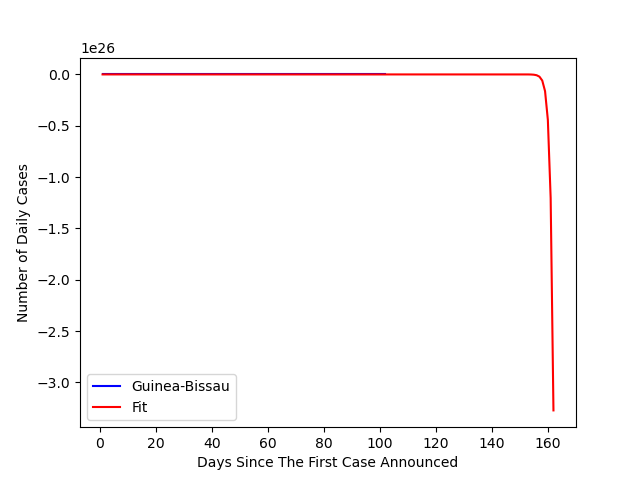 1e26
0.0
−0.5
−1.0
−1.5
−2.0
−2.5
−3.0
Number of Daily Cases
Guinea-Bissau
Fit
0 20 40 60 80 100 120 140 160
Days Since The First Case Announced